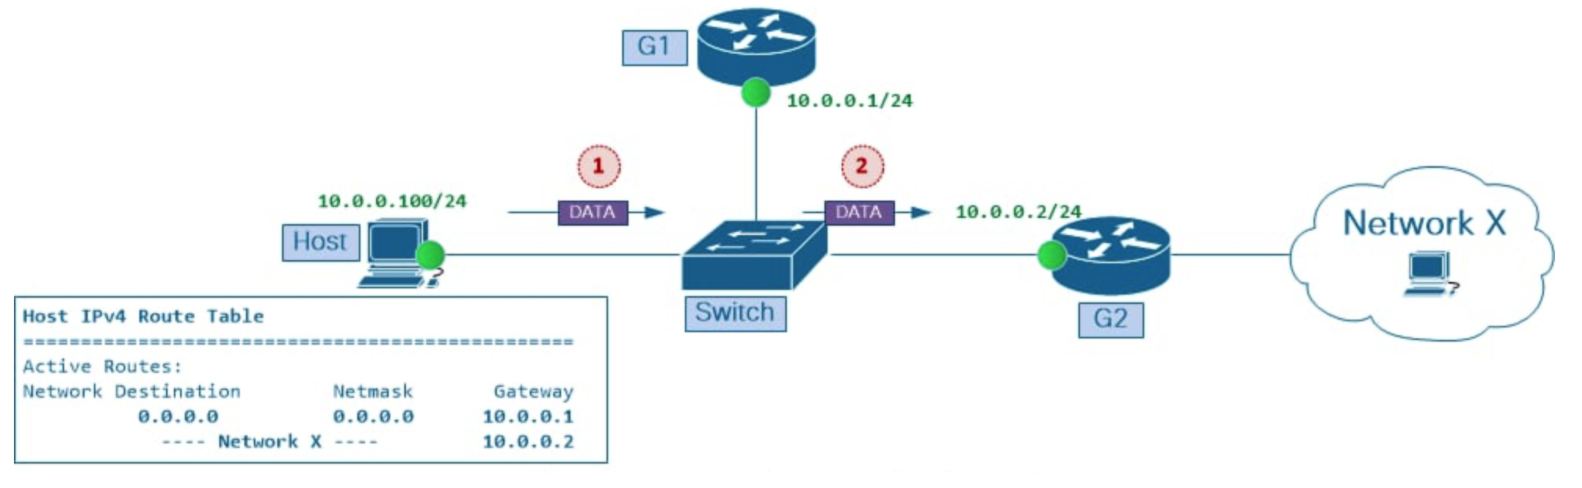 G1
10.0.0.1/24
1
2
10.0.0.100/24
DATA
DATA
10.0.0.2/24
Host
Network X
?
?
Switch
G2
Host IPv4 Route Table
======================================================
Active Routes:
Network Destination Netmask Gateway
0.0.0.0 0.0.0.0 10.0.0.1
---- Network X ---- 10.0.0.2